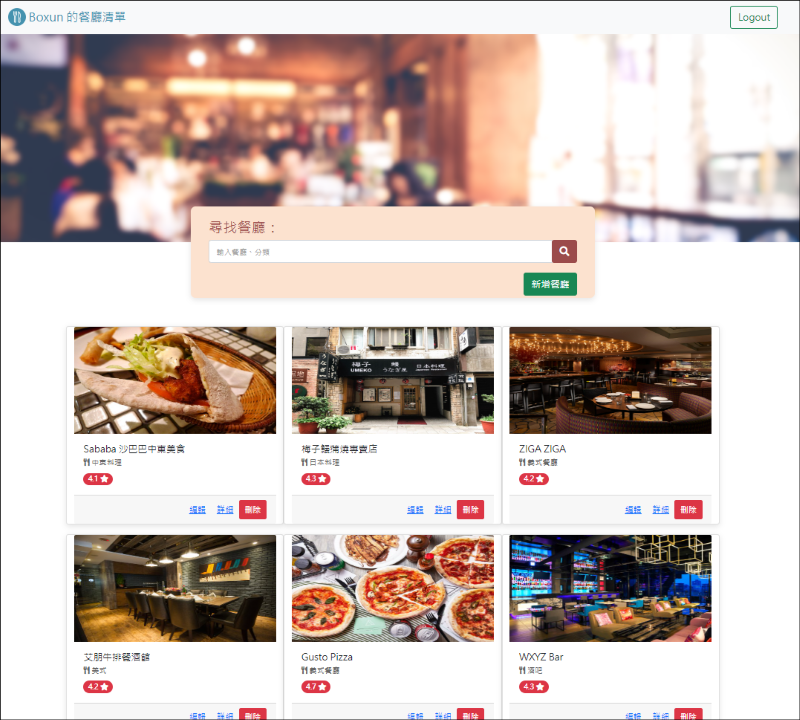 Boxun 的餐廳清單
Logout
尋找餐廳：
輸入餐廳、分類
新增餐廳
梅子 鰻 日本料理
UMEKO うなぎ屋
Sababa 沙巴巴中東美食
中東料理
4.1
編輯 詳細 刪除
梅子鰻蒲燒專賣店
日本料理
4.3
編輯 詳細 刪除
ZIGA ZIGA
義式餐廳
4.2
編輯 詳細 刪除
艾朋牛排餐酒館
美式
4.2
編輯 詳細 刪除
Gusto Pizza
義式餐廳
4.7
編輯 詳細 刪除
WXYZ Bar
酒吧
4.3
編輯 詳細 刪除